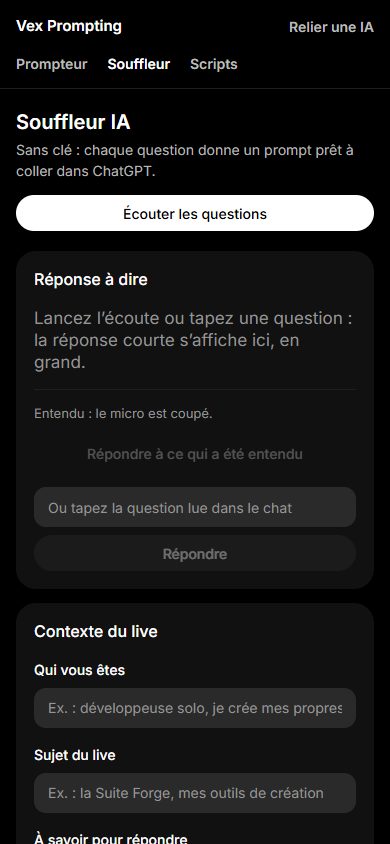 Vex Prompting
Relier une IA
Prompteur Souffleur Scripts
Souffleur IA
Sans clé : chaque question donne un prompt prêt à
coller dans ChatGPT.
Écouter les questions
Réponse à dire
Lancez l’écoute ou tapez une question :
la réponse courte s’affiche ici, en
grand.
Entendu : le micro est coupé.
Répondre à ce qui a été entendu
Ou tapez la question lue dans le chat
Répondre
Contexte du live
Qui vous êtes
Ex. : développeuse solo, je crée mes propres
Sujet du live
Ex. : la Suite Forge, mes outils de création
À savoir pour répondre